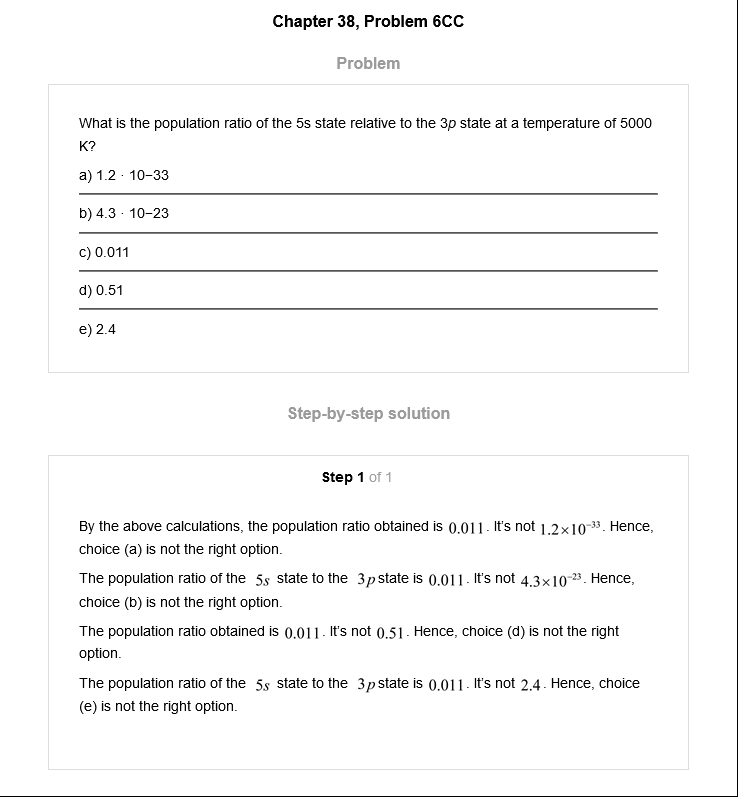 Chapter 38, Problem 6CC
Problem
What is the population ratio of the 5s state relative to the 3p state at a temperature of 5000
K?
a) 1.2 · 10–33
b) 4.3 · 10–23
c) 0.011
d) 0.51
e) 2.4
Step-by-step solution
Step 1 of 1
By the above calculations, the population ratio obtained is 0.011. It's not 1.2×10⁻³³. Hence,
choice (a) is not the right option.
The population ratio of the 5s state to the 3p state is 0.011. It's not 4.3×10⁻²³. Hence,
choice (b) is not the right option.
The population ratio obtained is 0.011. It's not 0.51. Hence, choice (d) is not the right
option.
The population ratio of the 5s state to the 3p state is 0.011. It's not 2.4. Hence, choice
(e) is not the right option.